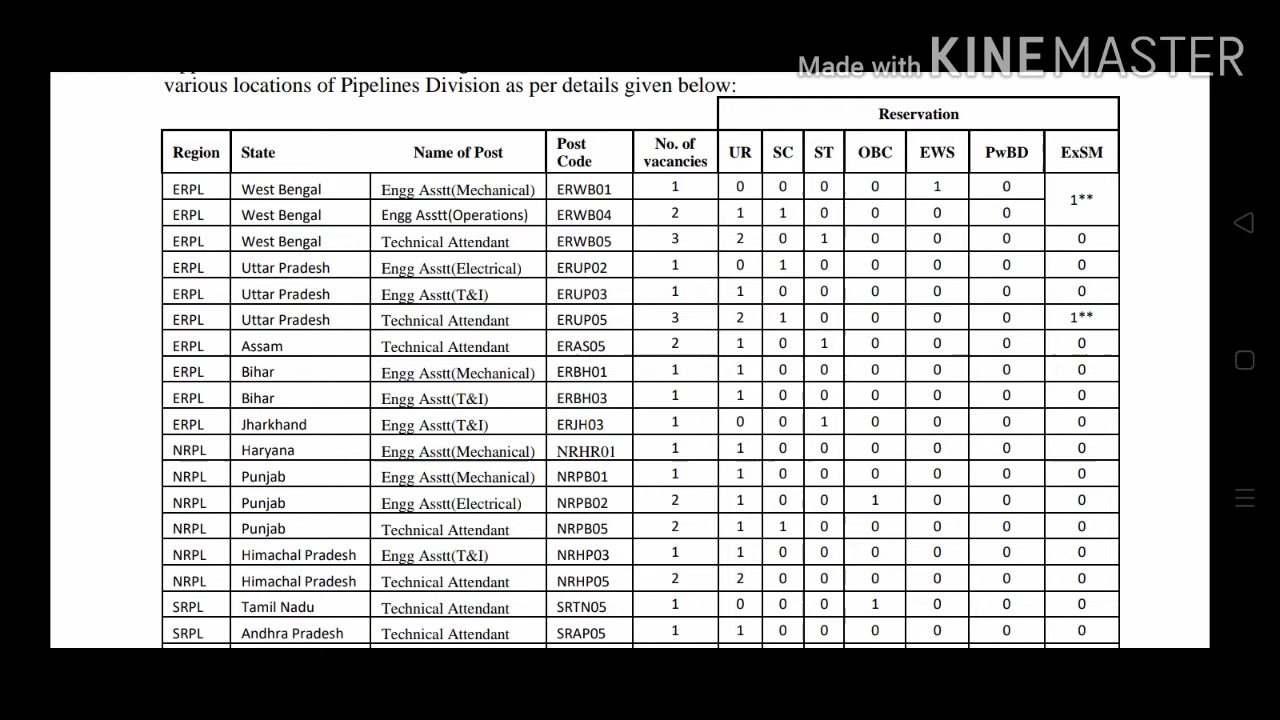 Made with KINEMASTER
various locations of Pipelines Division as per details given below:
Reservation
Region State Name of Post Post Code No. of vacancies UR SC ST OBC EWS PwBD ExSM
ERPL West Bengal Engg Asstt(Mechanical) ERWB01 1 0 0 0 0 1 0 1**
ERPL West Bengal Engg Asstt(Operations) ERWB04 2 1 1 0 0 0 0
ERPL West Bengal Technical Attendant ERWB05 3 2 0 1 0 0 0 0
ERPL Uttar Pradesh Engg Asstt(Electrical) ERUP02 1 0 1 0 0 0 0 0
ERPL Uttar Pradesh Engg Asstt(T&I) ERUP03 1 1 0 0 0 0 0 0
ERPL Uttar Pradesh Technical Attendant ERUP05 3 2 1 0 0 0 0 1**
ERPL Assam Technical Attendant ERAS05 2 1 0 1 0 0 0 0
ERPL Bihar Engg Asstt(Mechanical) ERBH01 1 1 0 0 0 0 0 0
ERPL Bihar Engg Asstt(T&I) ERBH03 1 1 0 0 0 0 0 0
ERPL Jharkhand Engg Asstt(T&I) ERJH03 1 0 0 1 0 0 0 0
NRPL Haryana Engg Asstt(Mechanical) NRHR01 1 1 0 0 0 0 0 0
NRPL Punjab Engg Asstt(Mechanical) NRPB01 1 1 0 0 0 0 0 0
NRPL Punjab Engg Asstt(Electrical) NRPB02 2 1 0 0 1 0 0 0
NRPL Punjab Technical Attendant NRPB05 2 1 1 0 0 0 0 0
NRPL Himachal Pradesh Engg Asstt(T&I) NRHP03 1 1 0 0 0 0 0 0
NRPL Himachal Pradesh Technical Attendant NRHP05 2 2 0 0 0 0 0 0
SRPL Tamil Nadu Technical Attendant SRTN05 1 0 0 0 1 0 0 0
SRPL Andhra Pradesh Technical Attendant SRAP05 1 1 0 0 0 0 0 0